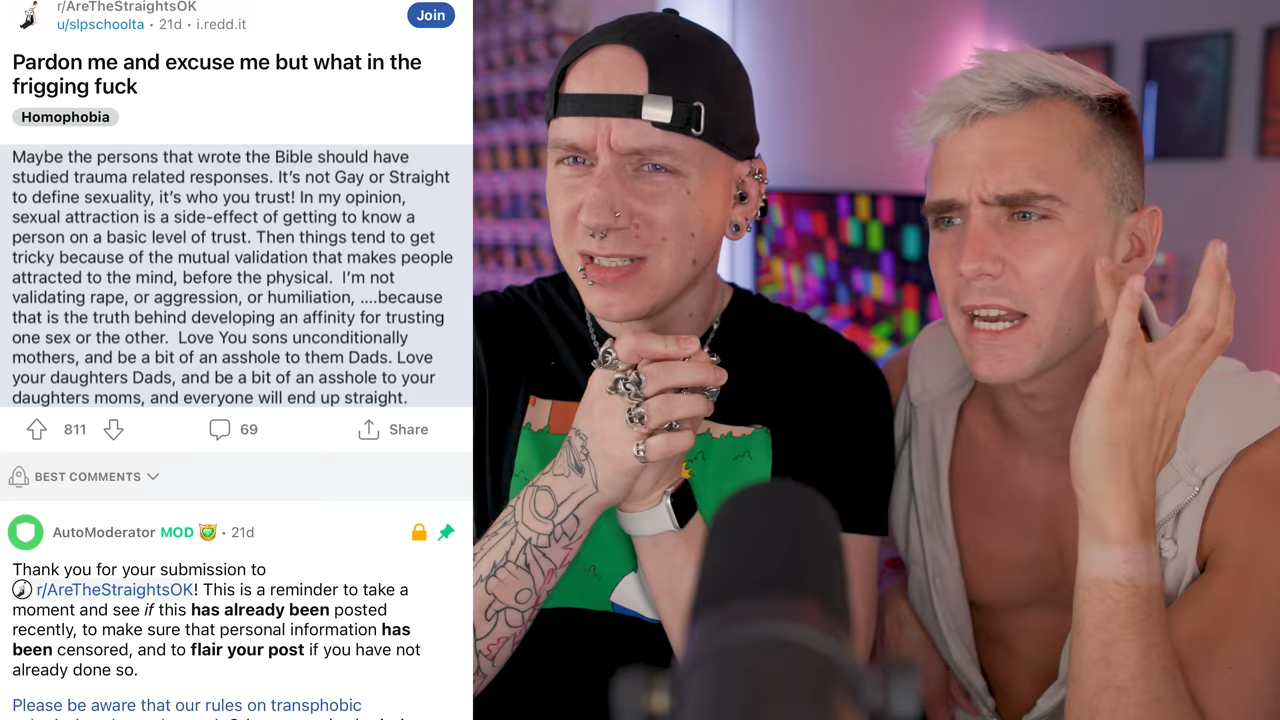 r/AreTheStraightsOK
u/slpschoolta · 21d · i.redd.it
Join
Pardon me and excuse me but what in the
frigging fuck
Homophobia
Maybe the persons that wrote the Bible should have
studied trauma related responses. It’s not Gay or Straight
to define sexuality, it’s who you trust! In my opinion,
sexual attraction is a side-effect of getting to know a
person on a basic level of trust. Then things tend to get
tricky because of the mutual validation that makes people
attracted to the mind, before the physical.  I’m not
validating rape, or aggression, or humiliation, ....because
that is the truth behind developing an affinity for trusting
one sex or the other.  Love You sons unconditionally
mothers, and be a bit of an asshole to them Dads. Love
your daughters Dads, and be a bit of an asshole to your
daughters moms, and everyone will end up straight.
811
69
Share
BEST COMMENTS
AutoModerator MOD · 21d
Thank you for your submission to
r/AreTheStraightsOK! This is a reminder to take a
moment and see if this has already been posted
recently, to make sure that personal information has
been censored, and to flair your post if you have not
already done so.
Please be aware that our rules on transphobic